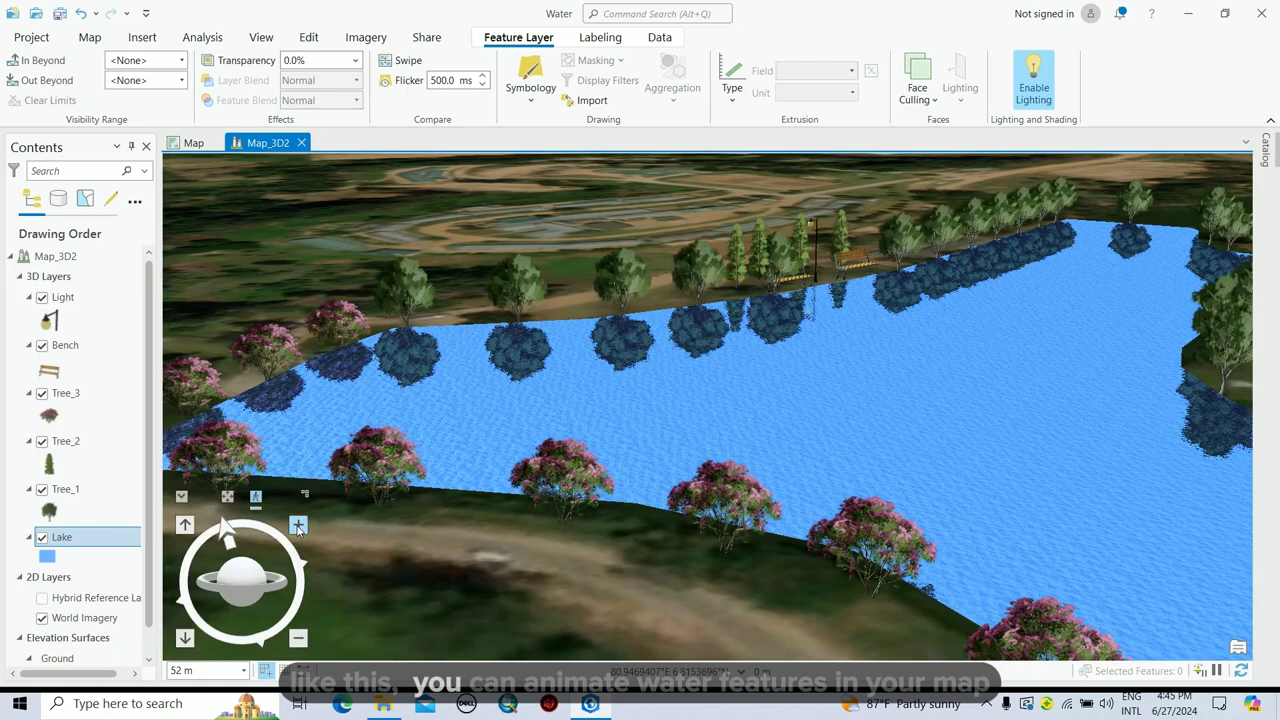 Water
Command Search (Alt+Q)
Not signed in
Project Map Insert Analysis View Edit Imagery Share Feature Layer Labeling Data
In Beyond <None>
Out Beyond <None>
Clear Limits
Visibility Range
Transparency 0.0%
Layer Blend Normal
Feature Blend Normal
Effects
Swipe
Flicker 500.0 ms
Compare
Symbology
Masking
Display Filters
Import
Aggregation
Drawing
Type
Field
Unit
Extrusion
Face Culling
Lighting
Faces
Enable Lighting
Lighting and Shading
Contents
Search
Drawing Order
Map_3D2
3D Layers
Light
Bench
Tree_3
Tree_2
Tree_1
Lake
2D Layers
Hybrid Reference La
World Imagery
Elevation Surfaces
Ground
Map
Map_3D2
Catalog
52 m
80.9469407°E 6.8153696°N
0 m
Selected Features: 0
like this, you can animate water features in your map
Type here to search
87°F Partly sunny
ENG
INTL
4:45 PM
6/27/2024